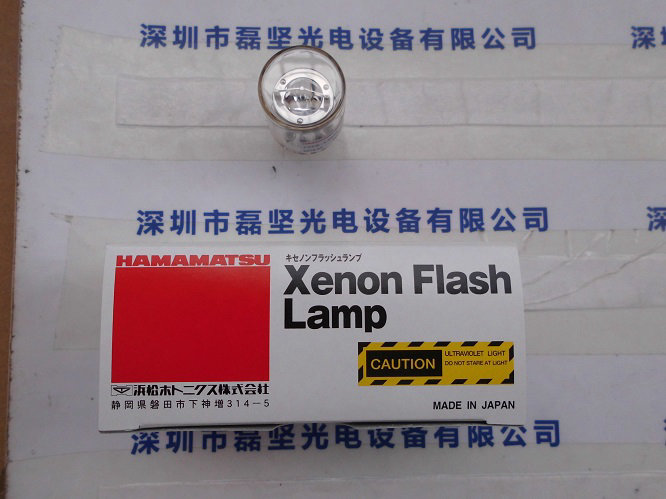 深圳市磊坚光电设备有限公司
深圳
深圳市磊坚光电设备有限公司
深圳
HAMAMATSU
キセノンフラッシュランプ
Xenon Flash
Lamp
CAUTION
ULTRAVIOLET LIGHT
DO NOT STARE AT LIGHT
浜松ホトニクス株式会社
静岡県磐田市下神増314-5
MADE IN JAPAN
深圳市磊坚光电设备有限公司
深圳